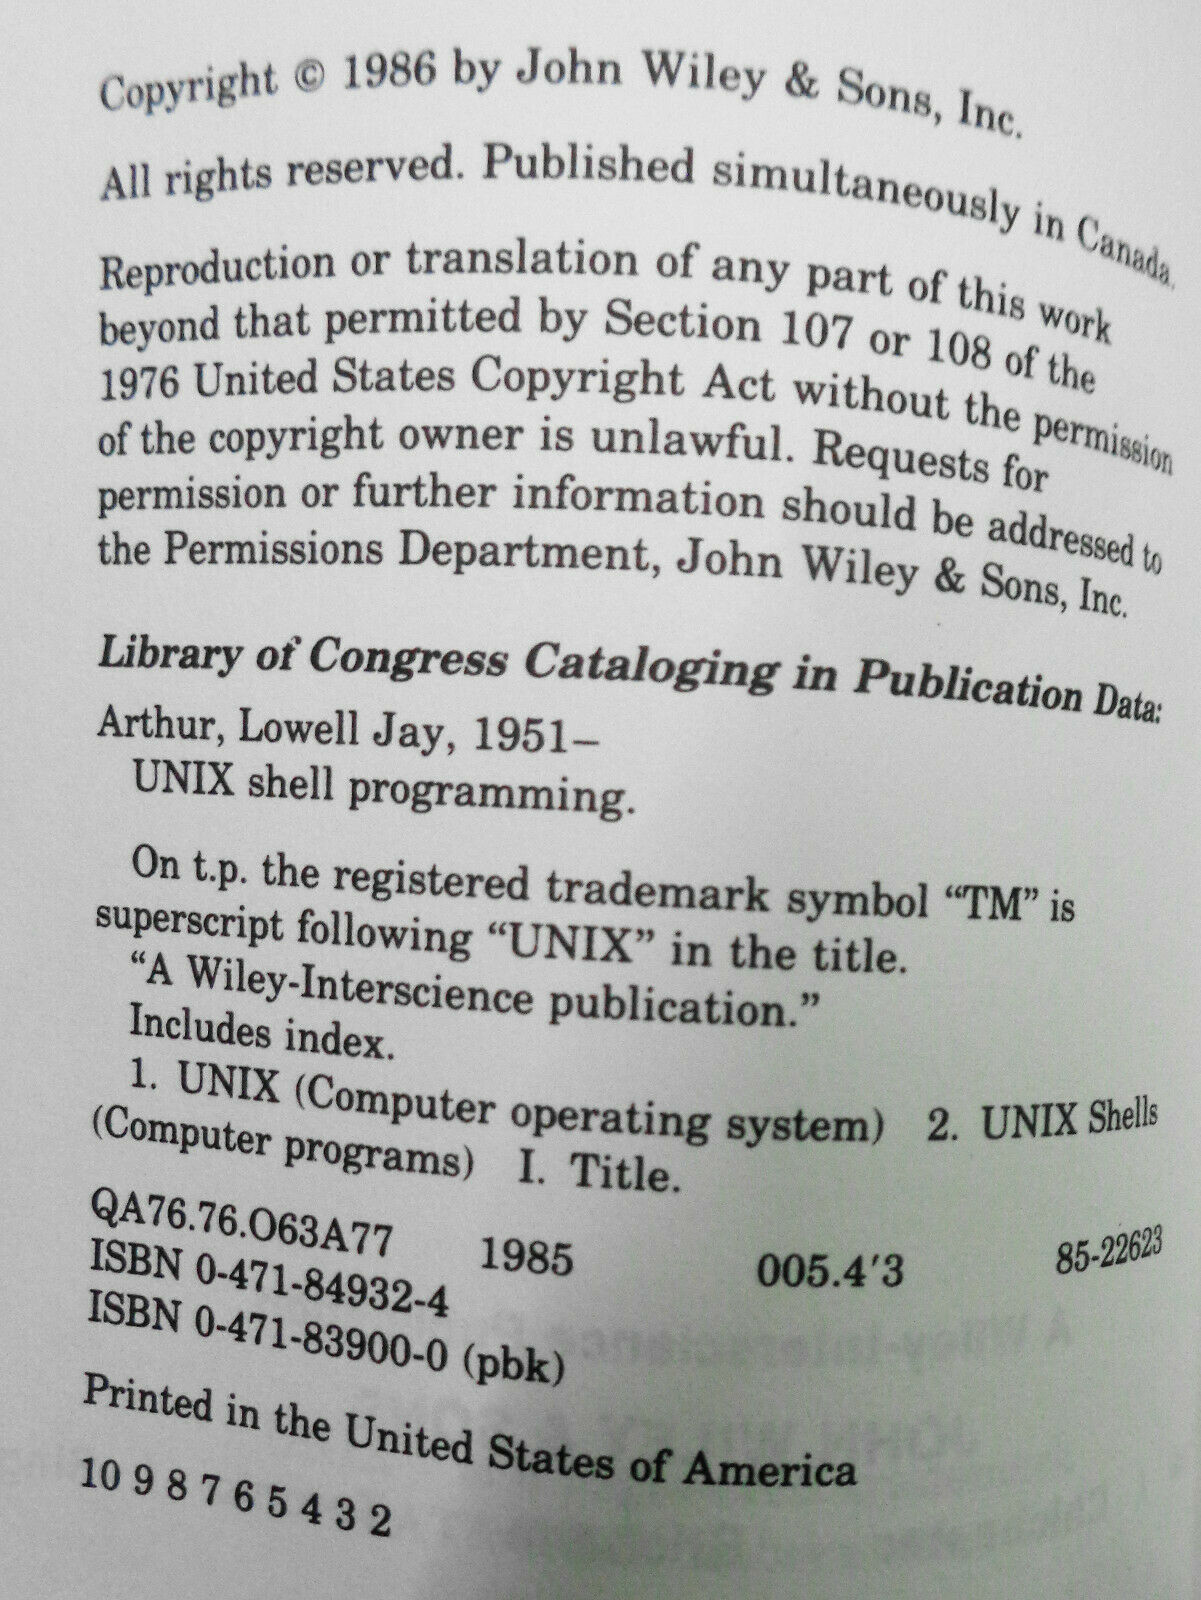 Copyright © 1986 by John Wiley & Sons, Inc.
All rights reserved. Published simultaneously in Canada.
Reproduction or translation of any part of this work
beyond that permitted by Section 107 or 108 of the
1976 United States Copyright Act without the permission
of the copyright owner is unlawful. Requests for
permission or further information should be addressed to
the Permissions Department, John Wiley & Sons, Inc.
Library of Congress Cataloging in Publication Data:
Arthur, Lowell Jay, 1951–
UNIX shell programming.
On t.p. the registered trademark symbol “TM” is
superscript following “UNIX” in the title.
“A Wiley-Interscience publication.”
Includes index.
1. UNIX (Computer operating system) 2. UNIX Shells
(Computer programs) I. Title.
QA76.76.O63A77 1985 005.4′3 85-22623
ISBN 0-471-84932-4
ISBN 0-471-83900-0 (pbk)
Printed in the United States of America
10 9 8 7 6 5 4 3 2